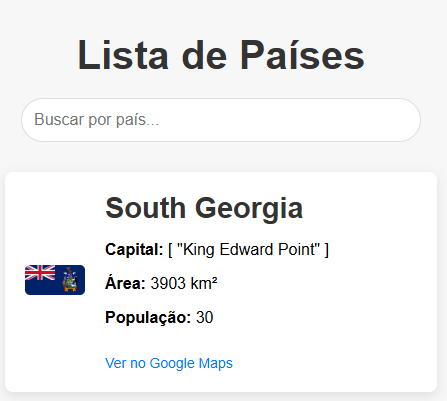 Lista de Países
Buscar por país...
South Georgia
Capital: [ "King Edward Point" ]
Área: 3903 km²
População: 30
Ver no Google Maps